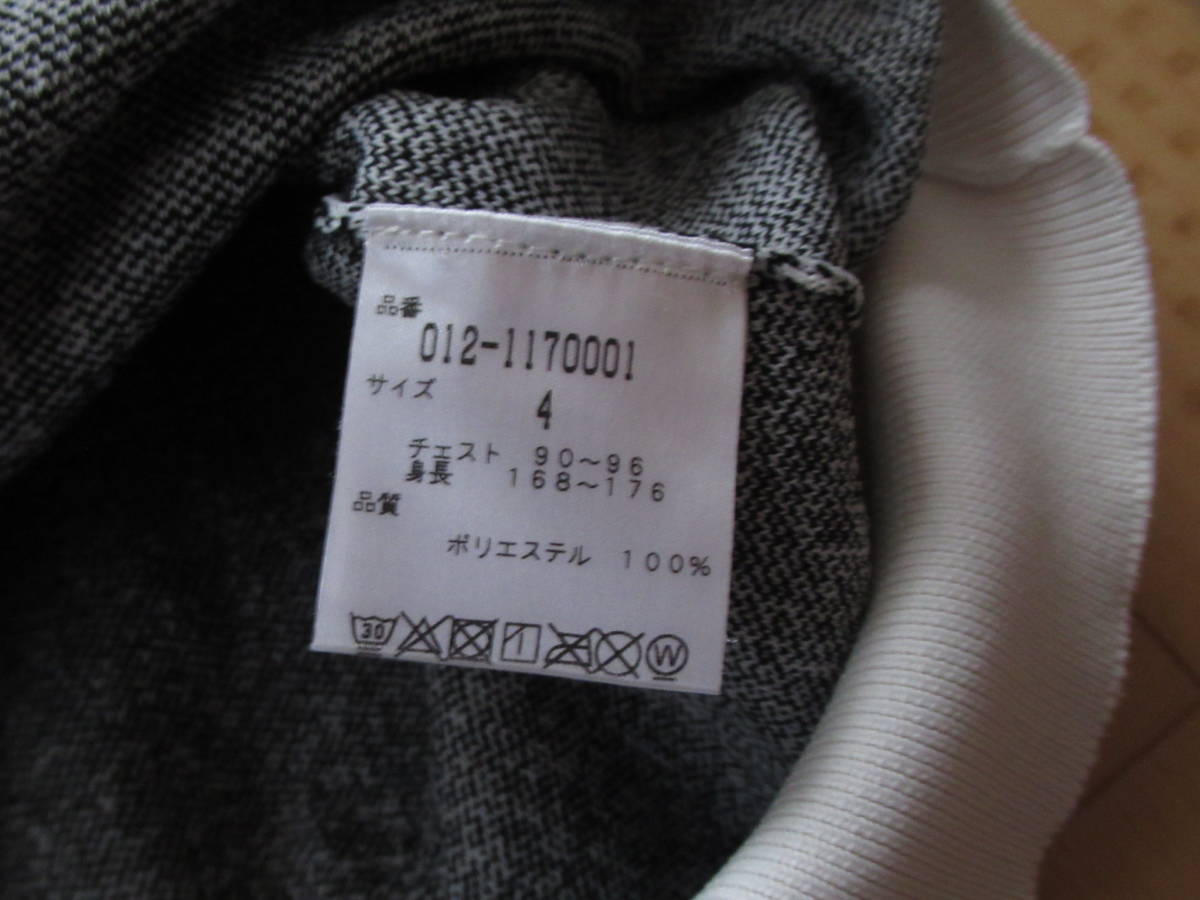 品番
012-1170001
サイズ
4
チェスト 90～96
身長 168～176
品質
ポリエステル 100%
30 W